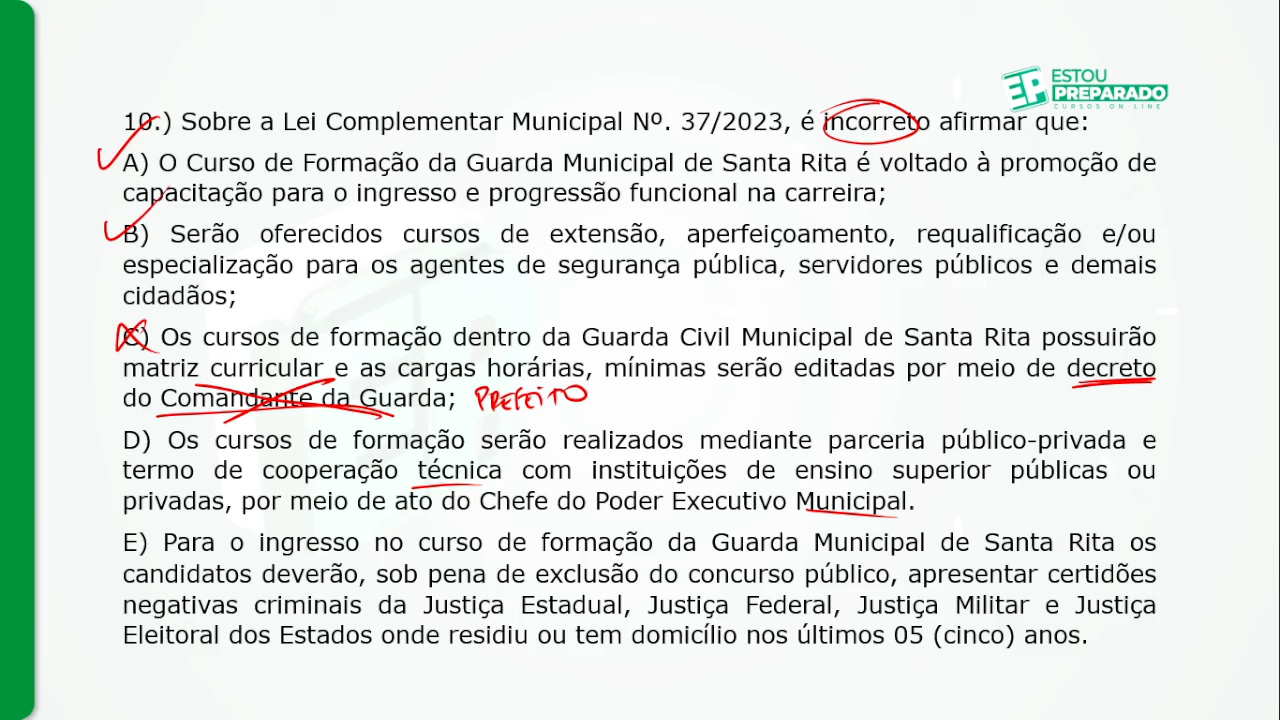 ESTOU
PREPARADO
CURSOS ON-LINE
10.) Sobre a Lei Complementar Municipal Nº. 37/2023, é incorreto afirmar que:
A) O Curso de Formação da Guarda Municipal de Santa Rita é voltado à promoção de
capacitação para o ingresso e progressão funcional na carreira;
B) Serão oferecidos cursos de extensão, aperfeiçoamento, requalificação e/ou
especialização para os agentes de segurança pública, servidores públicos e demais
cidadãos;
C) Os cursos de formação dentro da Guarda Civil Municipal de Santa Rita possuirão
matriz curricular e as cargas horárias, mínimas serão editadas por meio de decreto
do Comandante da Guarda; PREFEITO
D) Os cursos de formação serão realizados mediante parceria público-privada e
termo de cooperação técnica com instituições de ensino superior públicas ou
privadas, por meio de ato do Chefe do Poder Executivo Municipal.
E) Para o ingresso no curso de formação da Guarda Municipal de Santa Rita os
candidatos deverão, sob pena de exclusão do concurso público, apresentar certidões
negativas criminais da Justiça Estadual, Justiça Federal, Justiça Militar e Justiça
Eleitoral dos Estados onde residiu ou tem domicílio nos últimos 05 (cinco) anos.